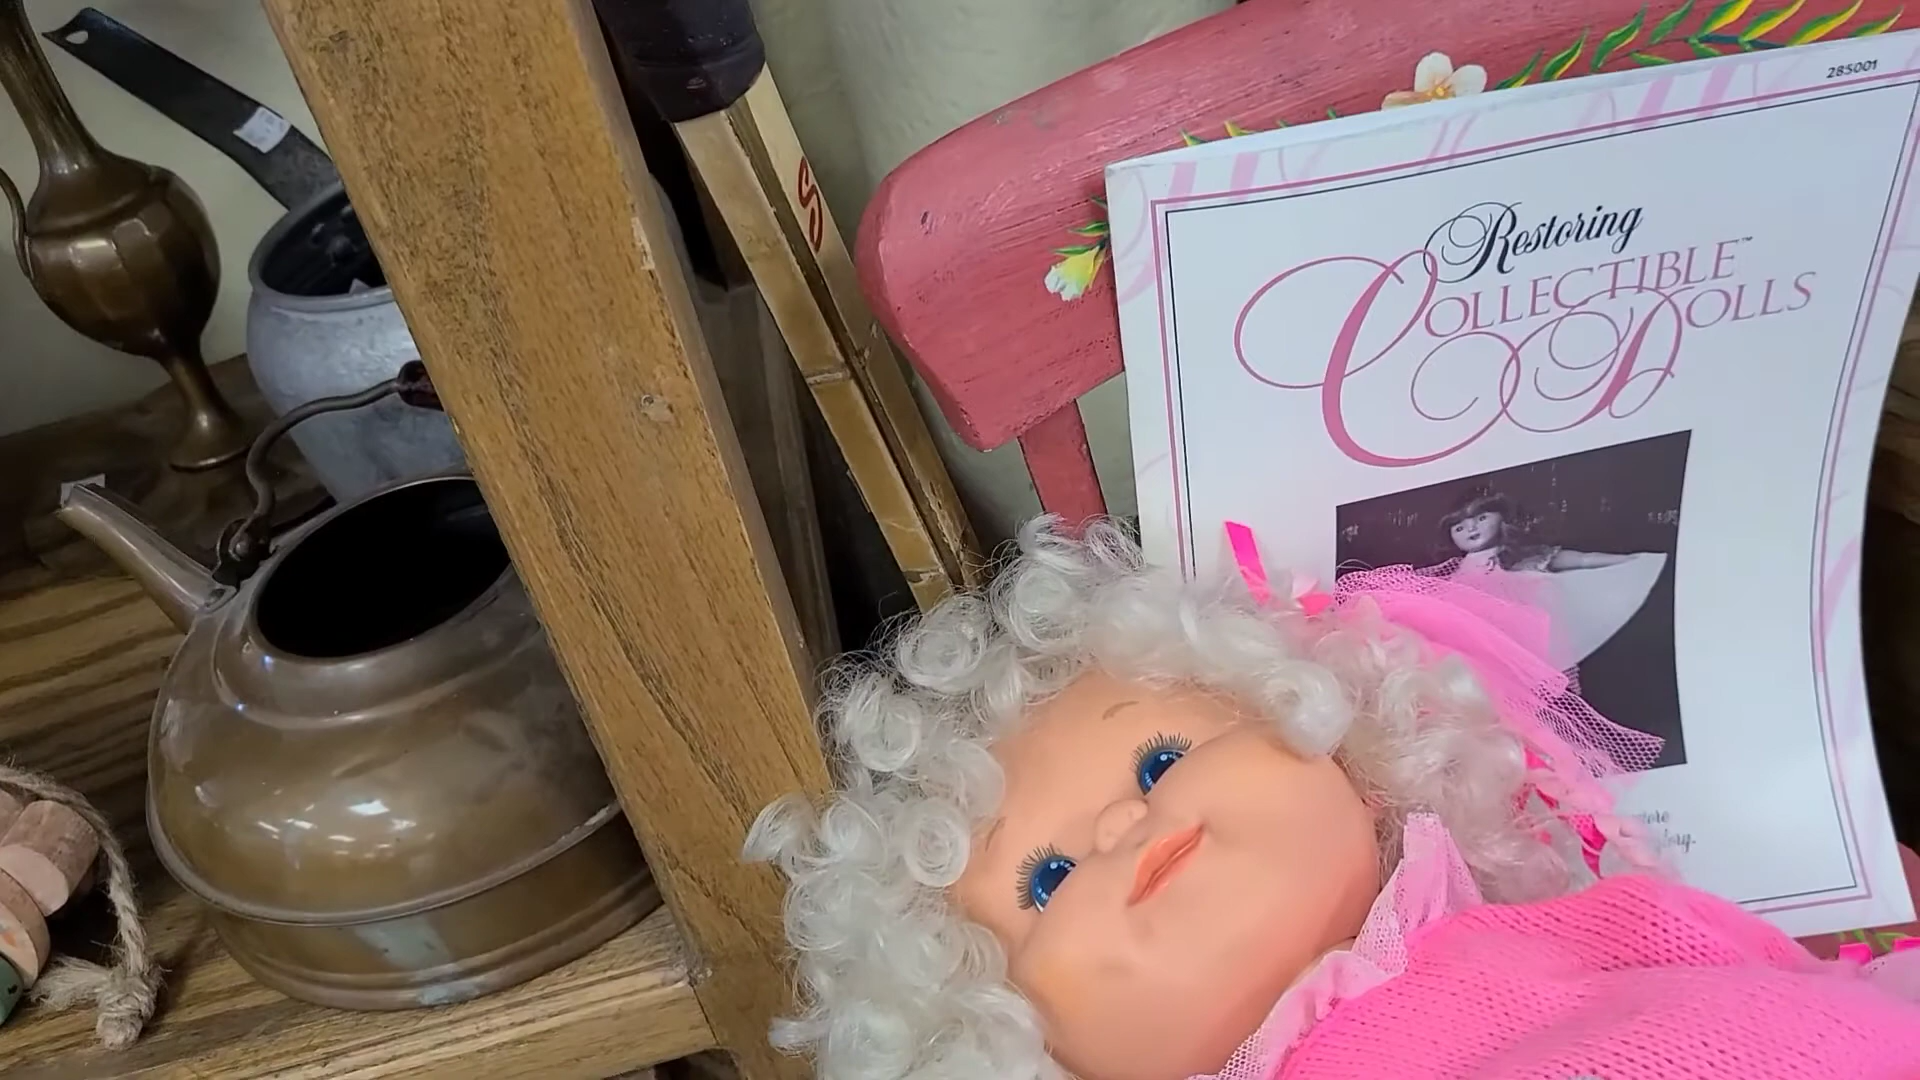 285001
Restoring
COLLECTIBLE™
DOLLS
S